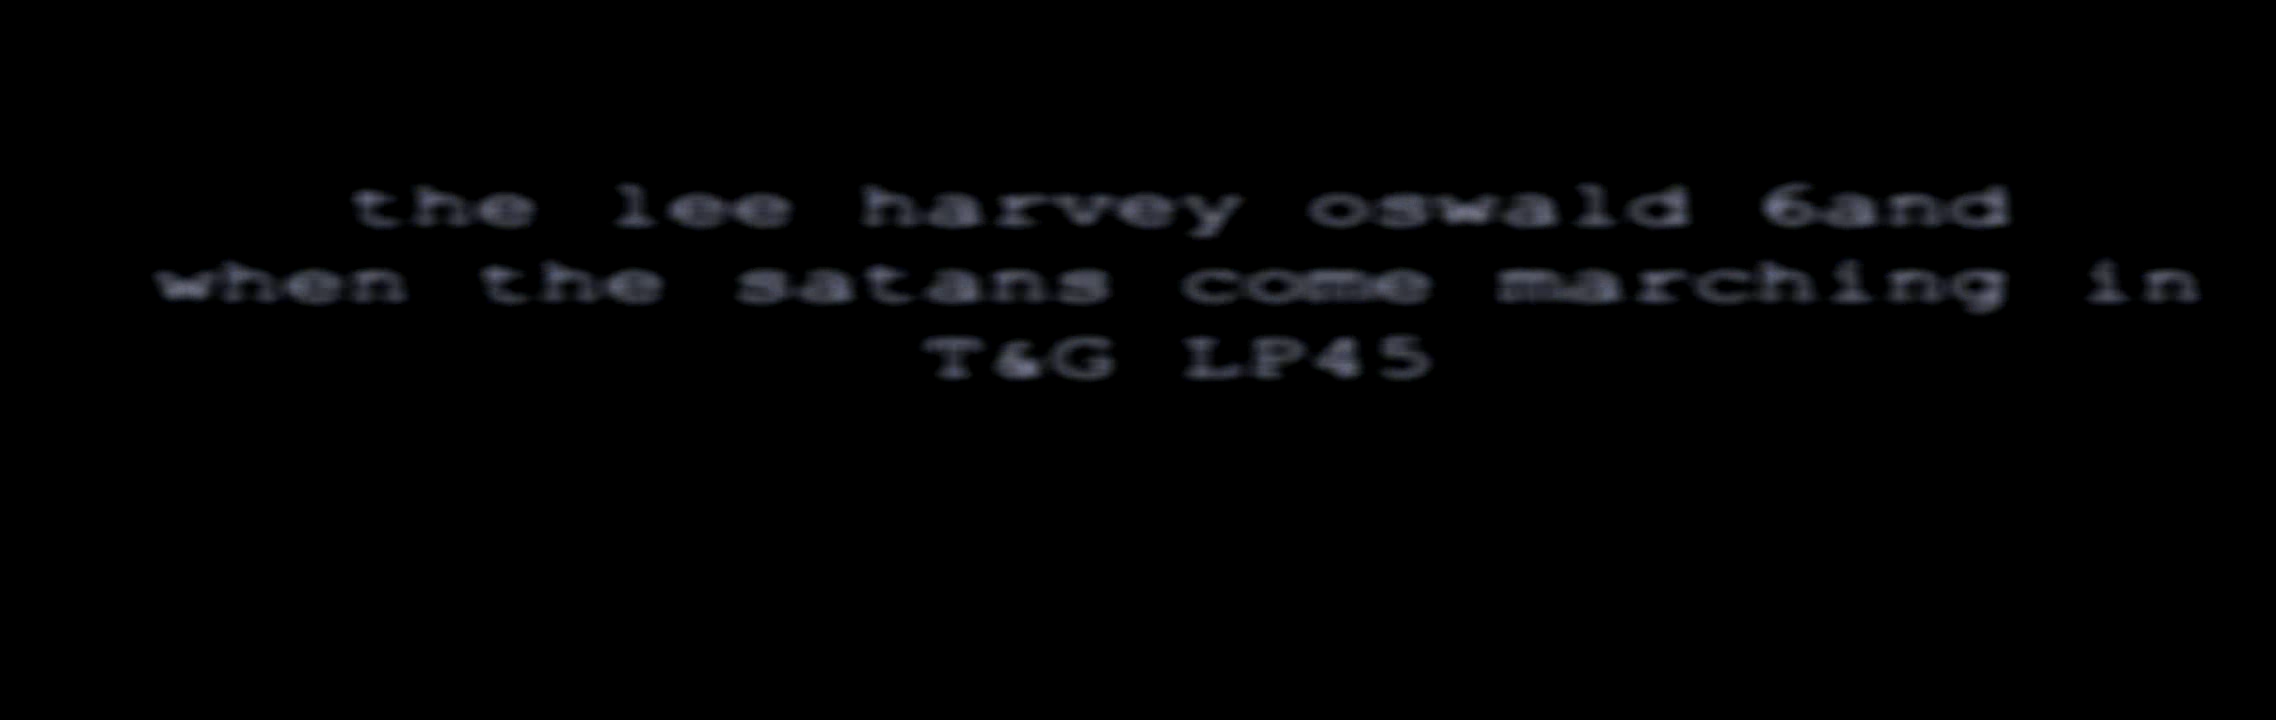 the lee harvey oswald 6and
when the satans come marching in
T&G LP45